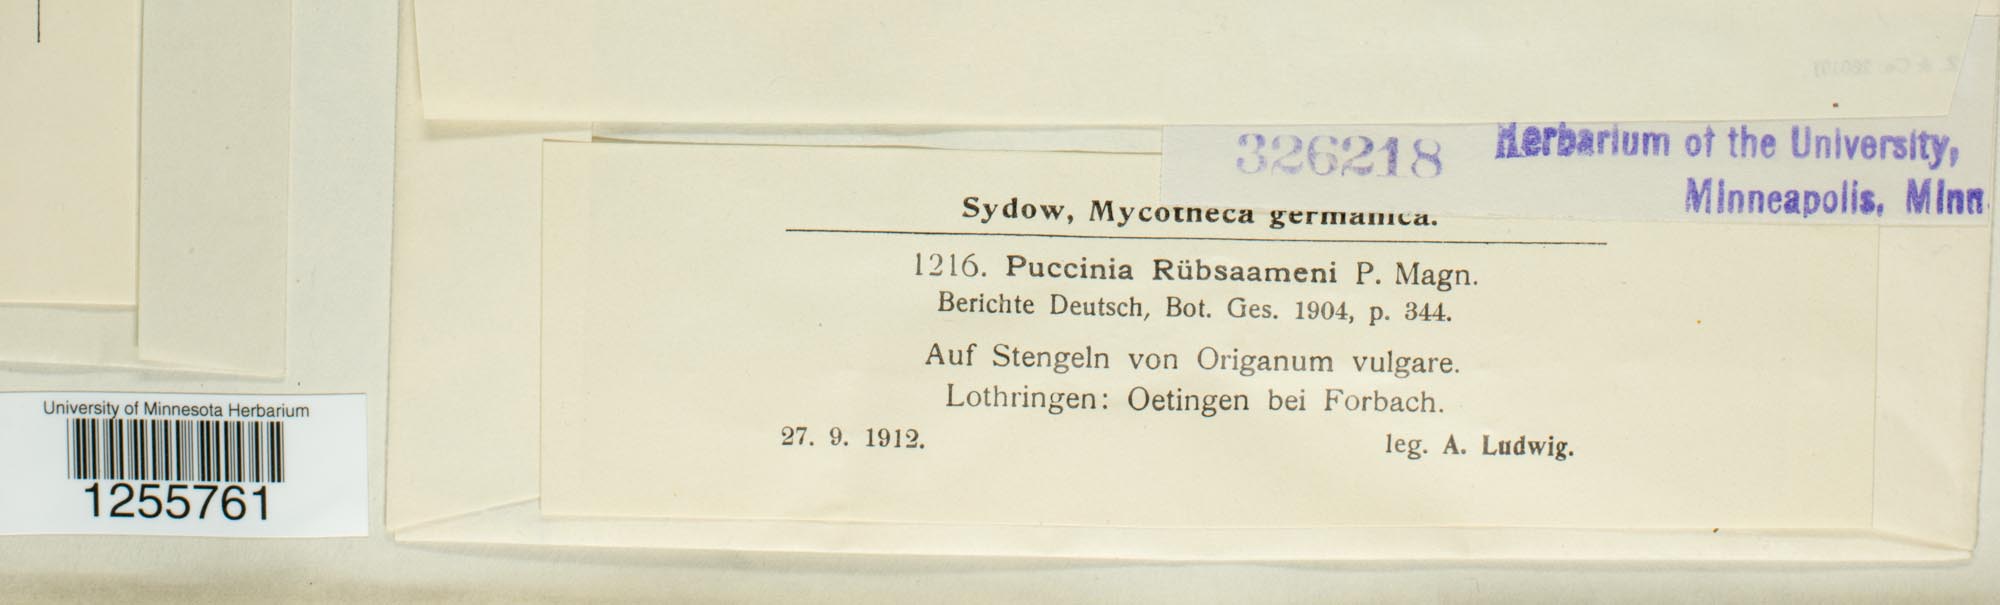 326218 Herbarium of the University,
Minneapolis, Minn.
Sydow, Mycotheca germanica.
1216. Puccinia Rübsaameni P. Magn.
Berichte Deutsch, Bot. Ges. 1904, p. 344.
Auf Stengeln von Origanum vulgare.
Lothringen: Oetingen bei Forbach.
27. 9. 1912. leg. A. Ludwig.
University of Minnesota Herbarium
1255761